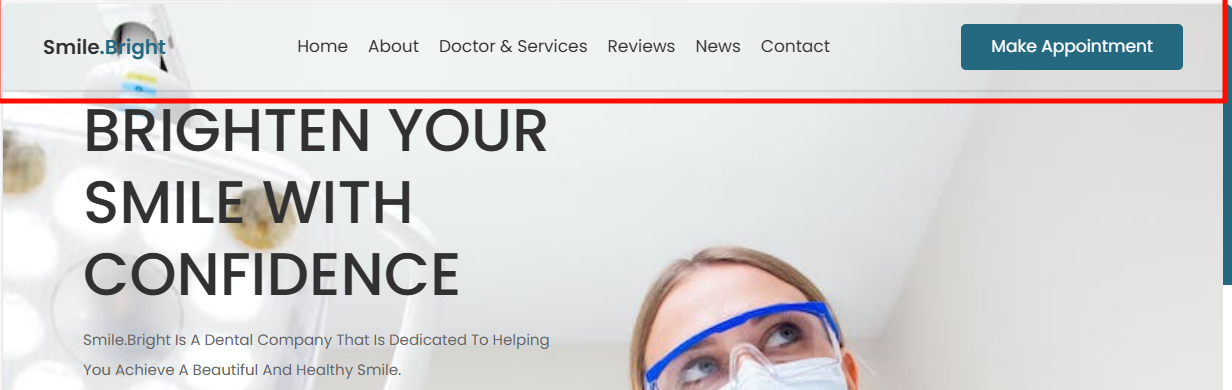 Smile.Bright
Home About Doctor & Services Reviews News Contact
Make Appointment
BRIGHTEN YOUR
SMILE WITH
CONFIDENCE
Smile.Bright Is A Dental Company That Is Dedicated To Helping
You Achieve A Beautiful And Healthy Smile.